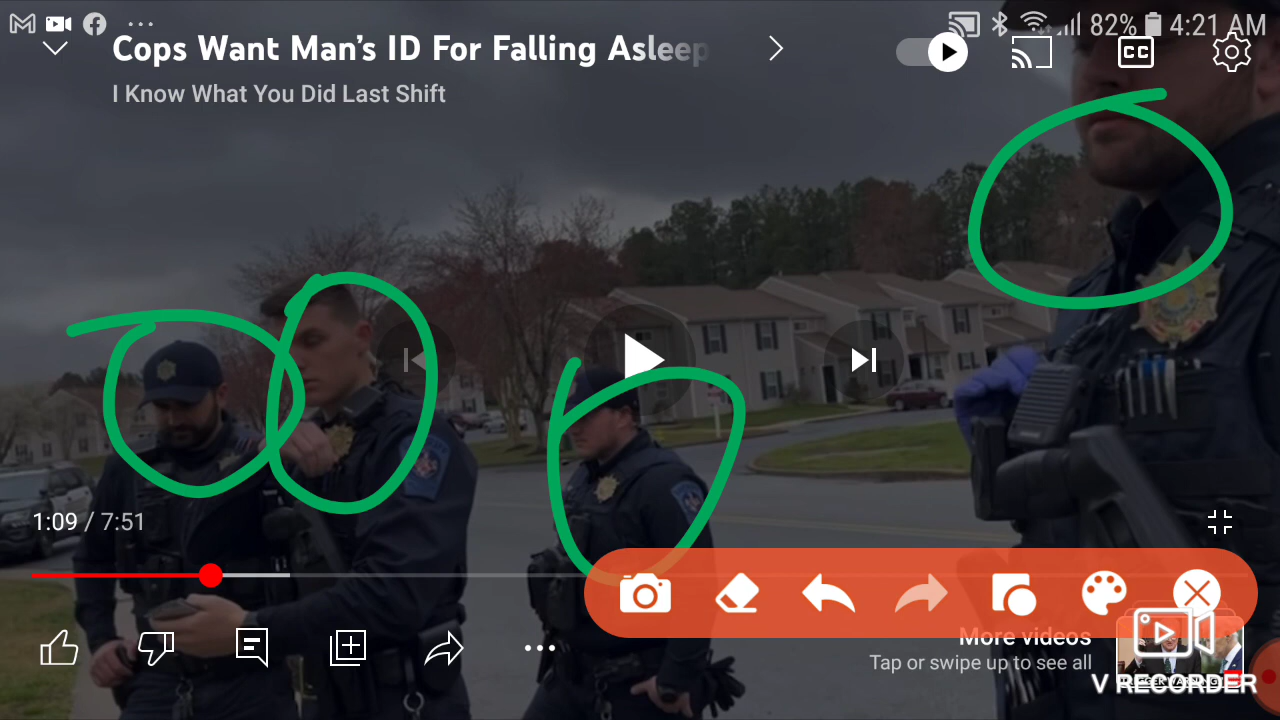 82% 4:21 AM
Cops Want Man's ID For Falling Asleep
I Know What You Did Last Shift
CC
1:09 / 7:51
More videos
Tap or swipe up to see all
V RECORDER